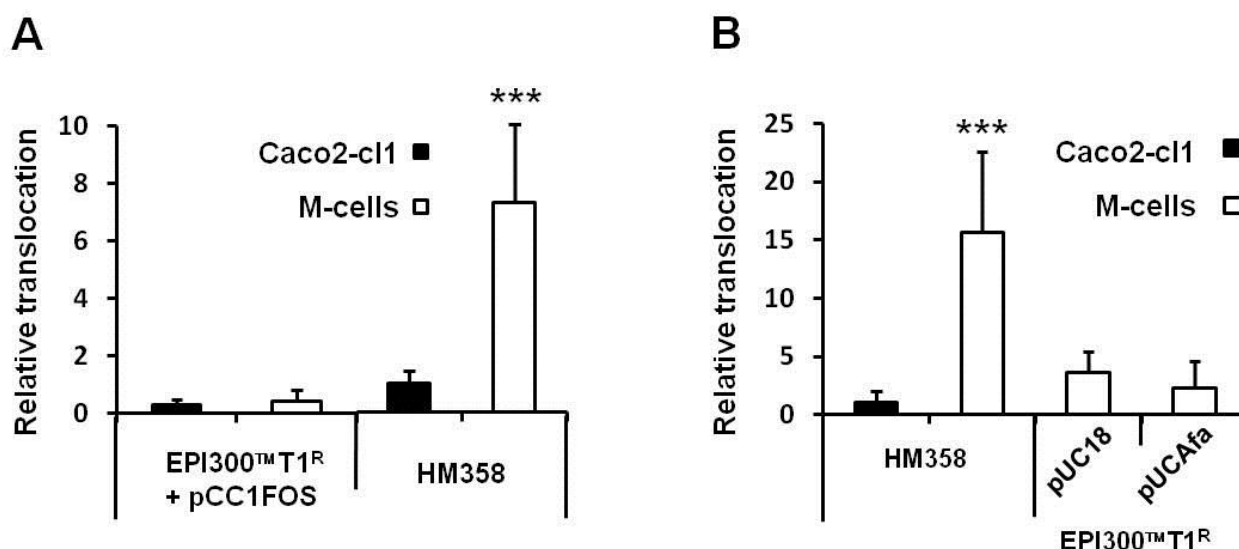 A
Relative translocation
10
8
6
4
2
0
Caco2-cl1
M-cells
***
EPI300™T1ᴿ
+ pCC1FOS
HM358
B
Relative translocation
25
20
15
10
5
0
***
Caco2-cl1
M-cells
HM358
pUC18
pUCAfa
EPI300™T1ᴿ